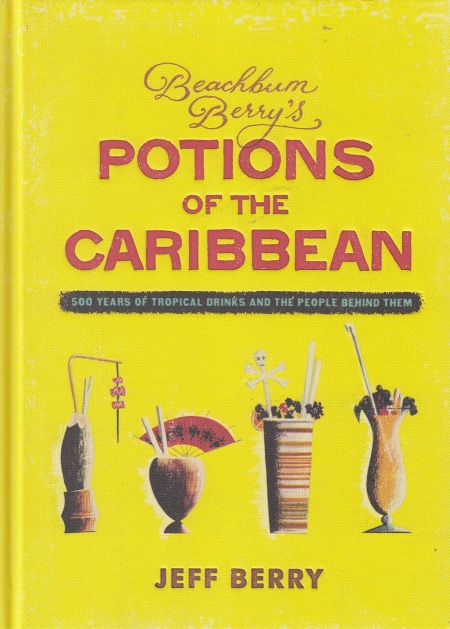 Beachbum
Berry's
POTIONS
OF THE
CARIBBEAN
500 YEARS OF TROPICAL DRINKS AND THE PEOPLE BEHIND THEM
JEFF BERRY